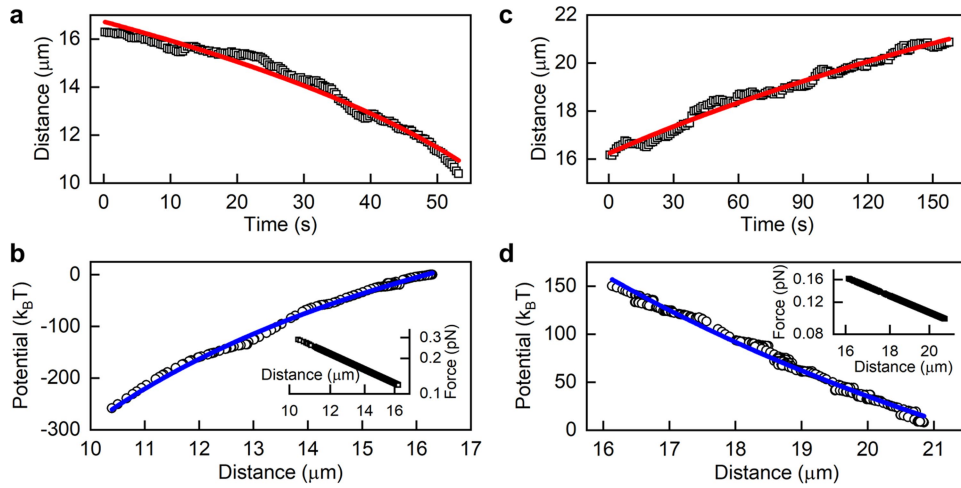 a
16
14
12
10
Distance (μm)
0 10 20 30 40 50
Time (s)
c
22
20
18
16
Distance (μm)
0 30 60 90 120 150
Time (s)
b
0
-100
-200
-300
Potential (kBT)
10 11 12 13 14 15 16 17
Distance (μm)
0.3
0.2
0.1
Force (pN)
Distance (μm)
10 12 14 16
d
150
100
50
0
Potential (kBT)
16 17 18 19 20 21
Distance (μm)
0.16
0.12
0.08
Force (pN)
16 18 20
Distance (μm)